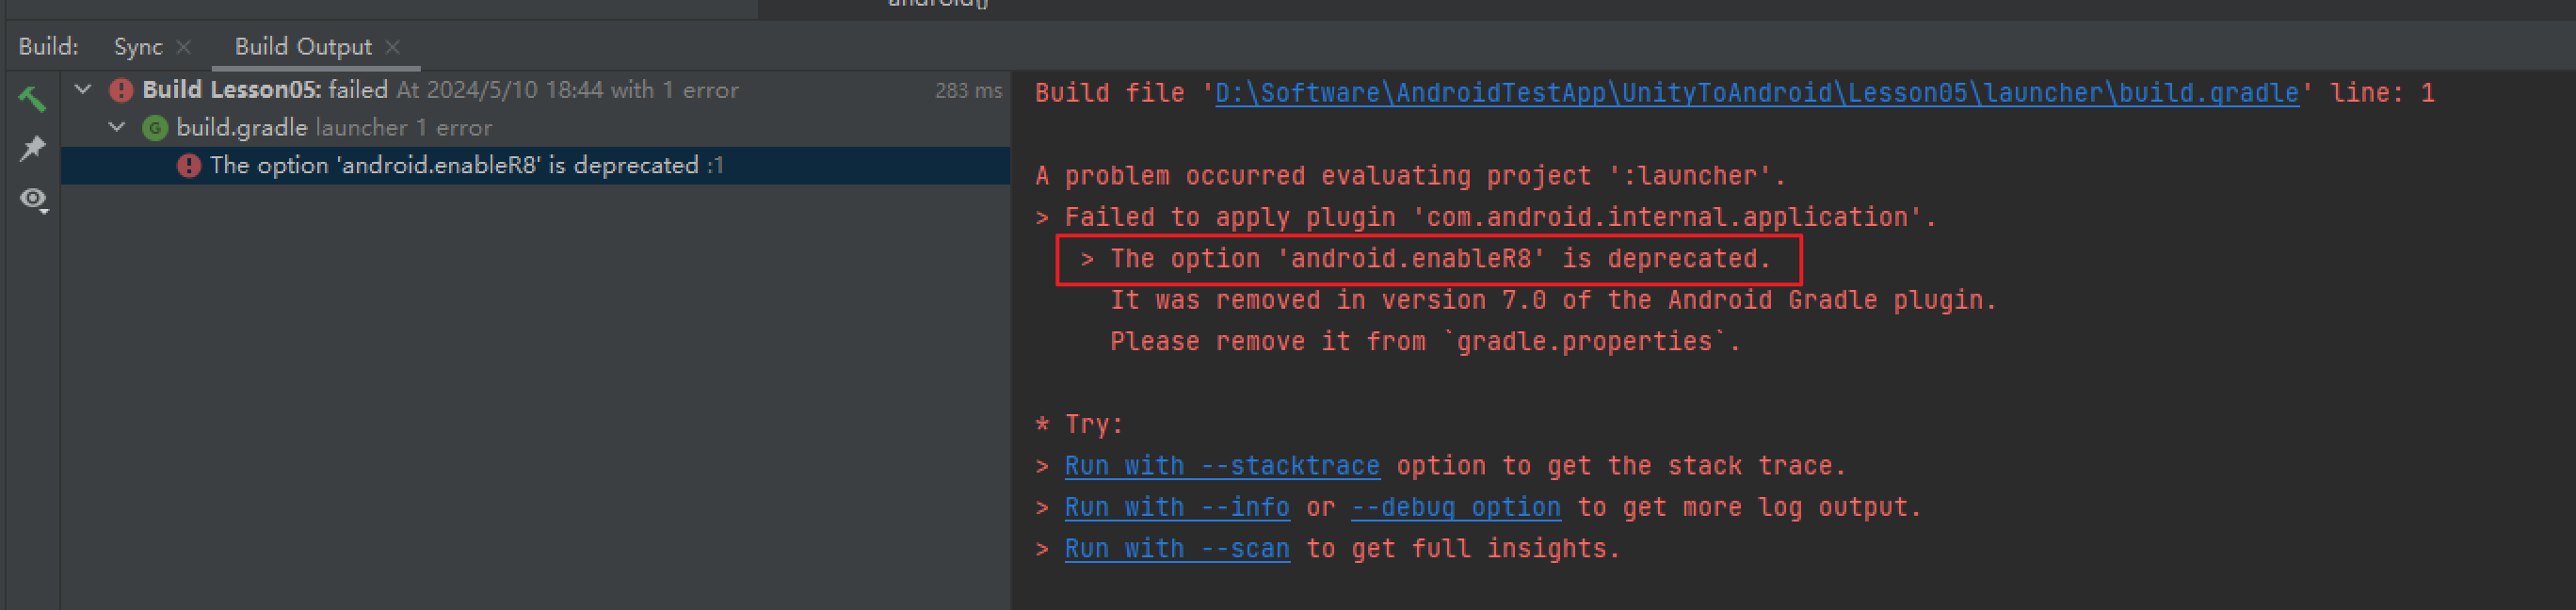 android{}
Build: Sync Build Output
Build Lesson05: failed At 2024/5/10 18:44 with 1 error 283 ms
build.gradle launcher 1 error
The option 'android.enableR8' is deprecated :1
Build file 'D:\Software\AndroidTestApp\UnityToAndroid\Lesson05\launcher\build.gradle' line: 1
A problem occurred evaluating project ':launcher'.
> Failed to apply plugin 'com.android.internal.application'.
> The option 'android.enableR8' is deprecated.
It was removed in version 7.0 of the Android Gradle plugin.
Please remove it from `gradle.properties`.
* Try:
> Run with --stacktrace option to get the stack trace.
> Run with --info or --debug option to get more log output.
> Run with --scan to get full insights.